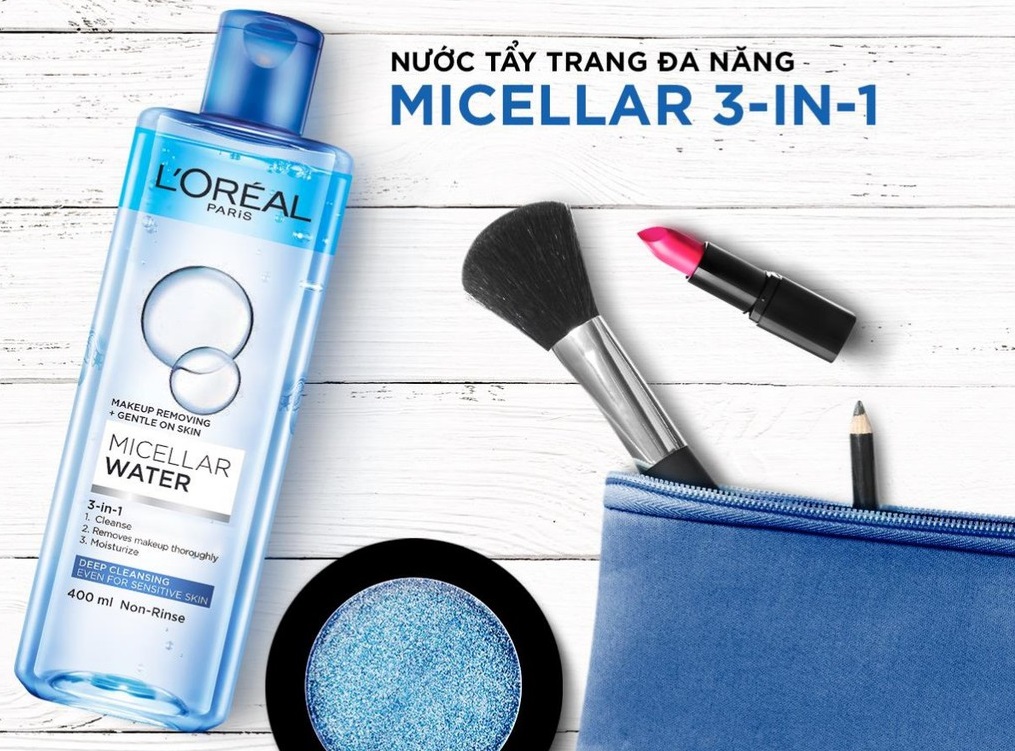 NƯỚC TẨY TRANG ĐA NĂNG
MICELLAR 3-IN-1
L'ORÉAL
PARIS
MAKEUP REMOVING
+ GENTLE ON SKIN
MICELLAR
WATER
3-in-1
1. Cleanse
2. Removes makeup thoroughly
3. Moisturize
DEEP CLEANSING
EVEN FOR SENSITIVE SKIN
400 ml Non-Rinse